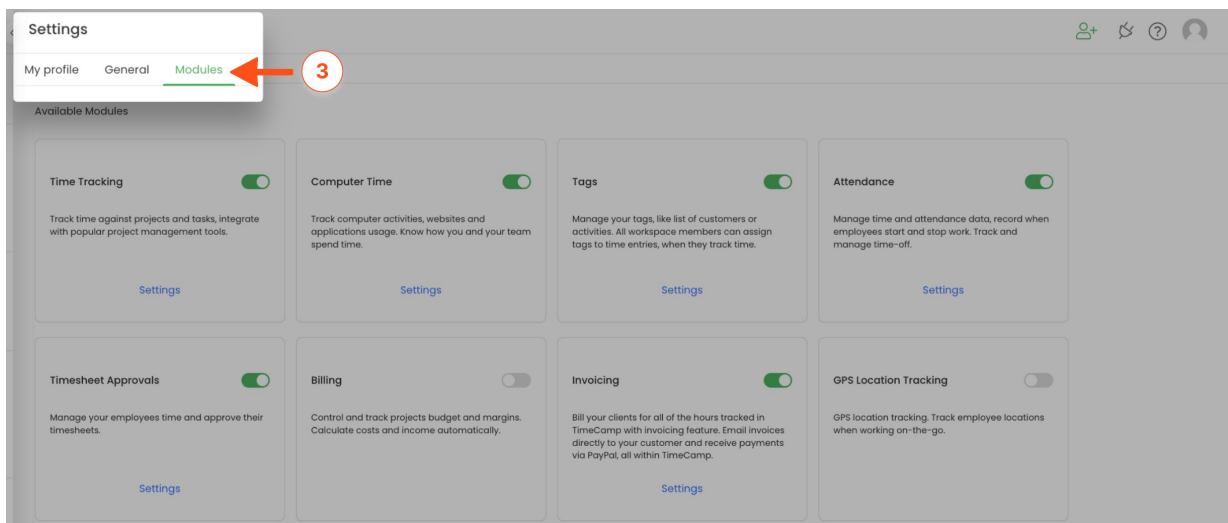 Settings
My profile General Modules
3
Available Modules
Time Tracking
Track time against projects and tasks, integrate
with popular project management tools.
Settings
Computer Time
Track computer activities, websites and
applications usage. Know how you and your team
spend time.
Settings
Tags
Manage your tags, like list of customers or
activities. All workspace members can assign
tags to time entries, when they track time.
Settings
Attendance
Manage time and attendance data, record when
employees start and stop work. Track and
manage time-off.
Settings
Timesheet Approvals
Manage your employees time and approve their
timesheets.
Settings
Billing
Control and track projects budget and margins.
Calculate costs and income automatically.
Invoicing
Bill your clients for all of the hours tracked in
TimeCamp with invoicing feature. Email invoices
directly to your customer and receive payments
via PayPal, all within TimeCamp.
Settings
GPS Location Tracking
GPS location tracking. Track employee locations
when working on-the-go.